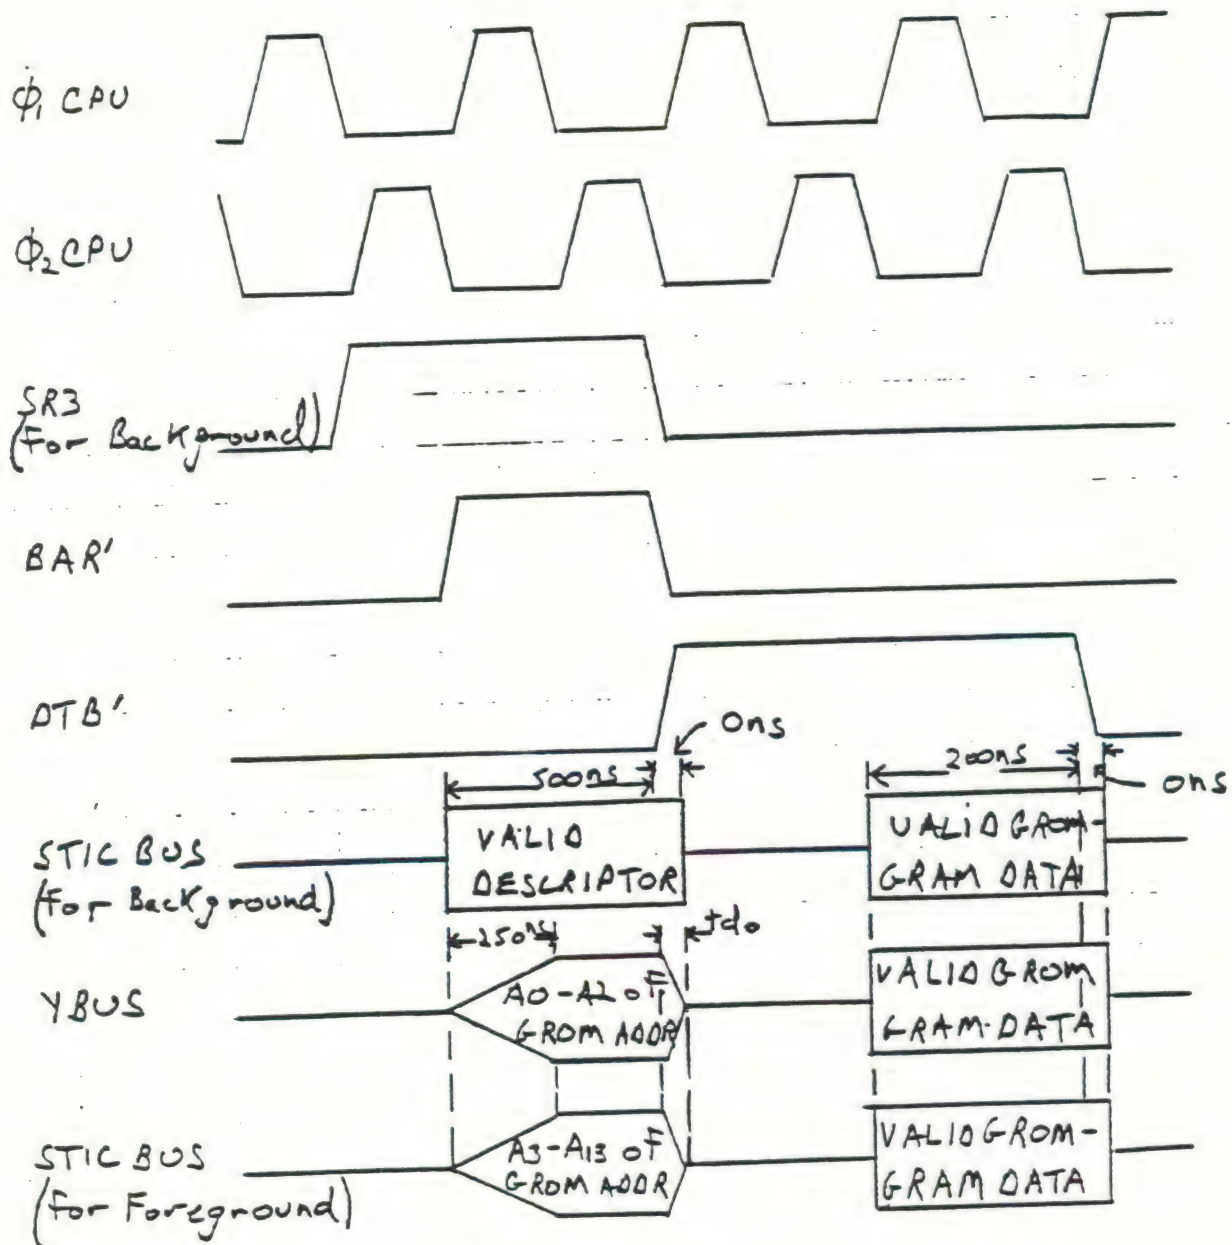 ϕ₁ CPU
ϕ₂ CPU
SR3
(For Background)
BAR'
DTB'
0ns
500ns
200ns
0ns
STIC BUS
(For Background)
VALID
DESCRIPTOR
VALID GROM-
GRAM DATA
250ns
tdo
YBUS
A0-A2 OF
GROM ADDR
VALID GROM
GRAM-DATA
STIC BUS
(For Foreground)
A3-A13 OF
GROM ADDR
VALID GROM-
GRAM DATA